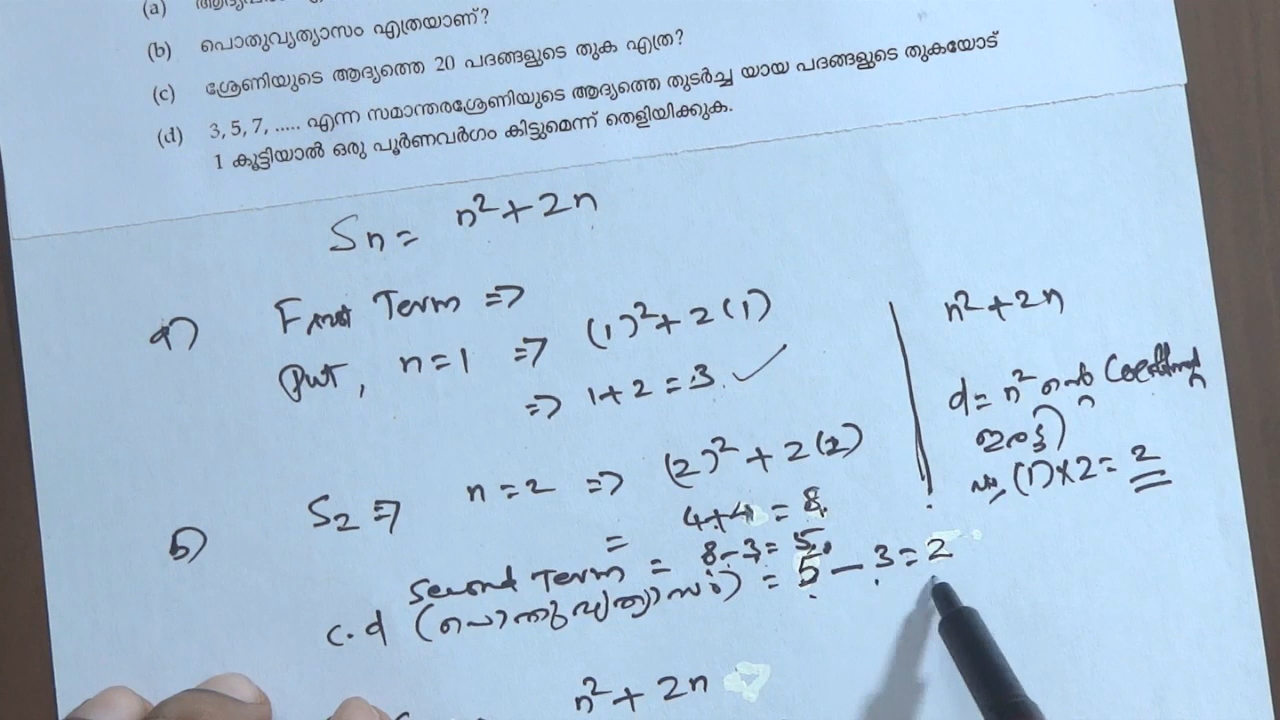 (a)
(b) പൊതുവ്യത്യാസം എത്രയാണ്?
(c) ശ്രേണിയുടെ ആദ്യത്തെ 20 പദങ്ങളുടെ തുക എത്ര?
(d) 3, 5, 7, ..... എന്ന സമാന്തരശ്രേണിയുടെ ആദ്യത്തെ തുടർച്ച യായ പദങ്ങളുടെ തുകയോട്
1 കൂട്ടിയാൽ ഒരു പൂർണവർഗം കിട്ടുമെന്ന് തെളിയിക്കുക.
Sn = n²+2n
a) First Term ⇒
Put, n=1 ⇒ (1)²+2(1)
⇒ 1+2=3 ✓
b) S₂ ⇒ n=2 ⇒ (2)²+2(2)
= 4+4=8
Second Term = 8-3=5
c.d (പൊതുവ്യത്യാസം) = 5-3=2
n²+2n
d = n² ന്റെ
ഇരട്ടി
(1)×2=2
n²+2n